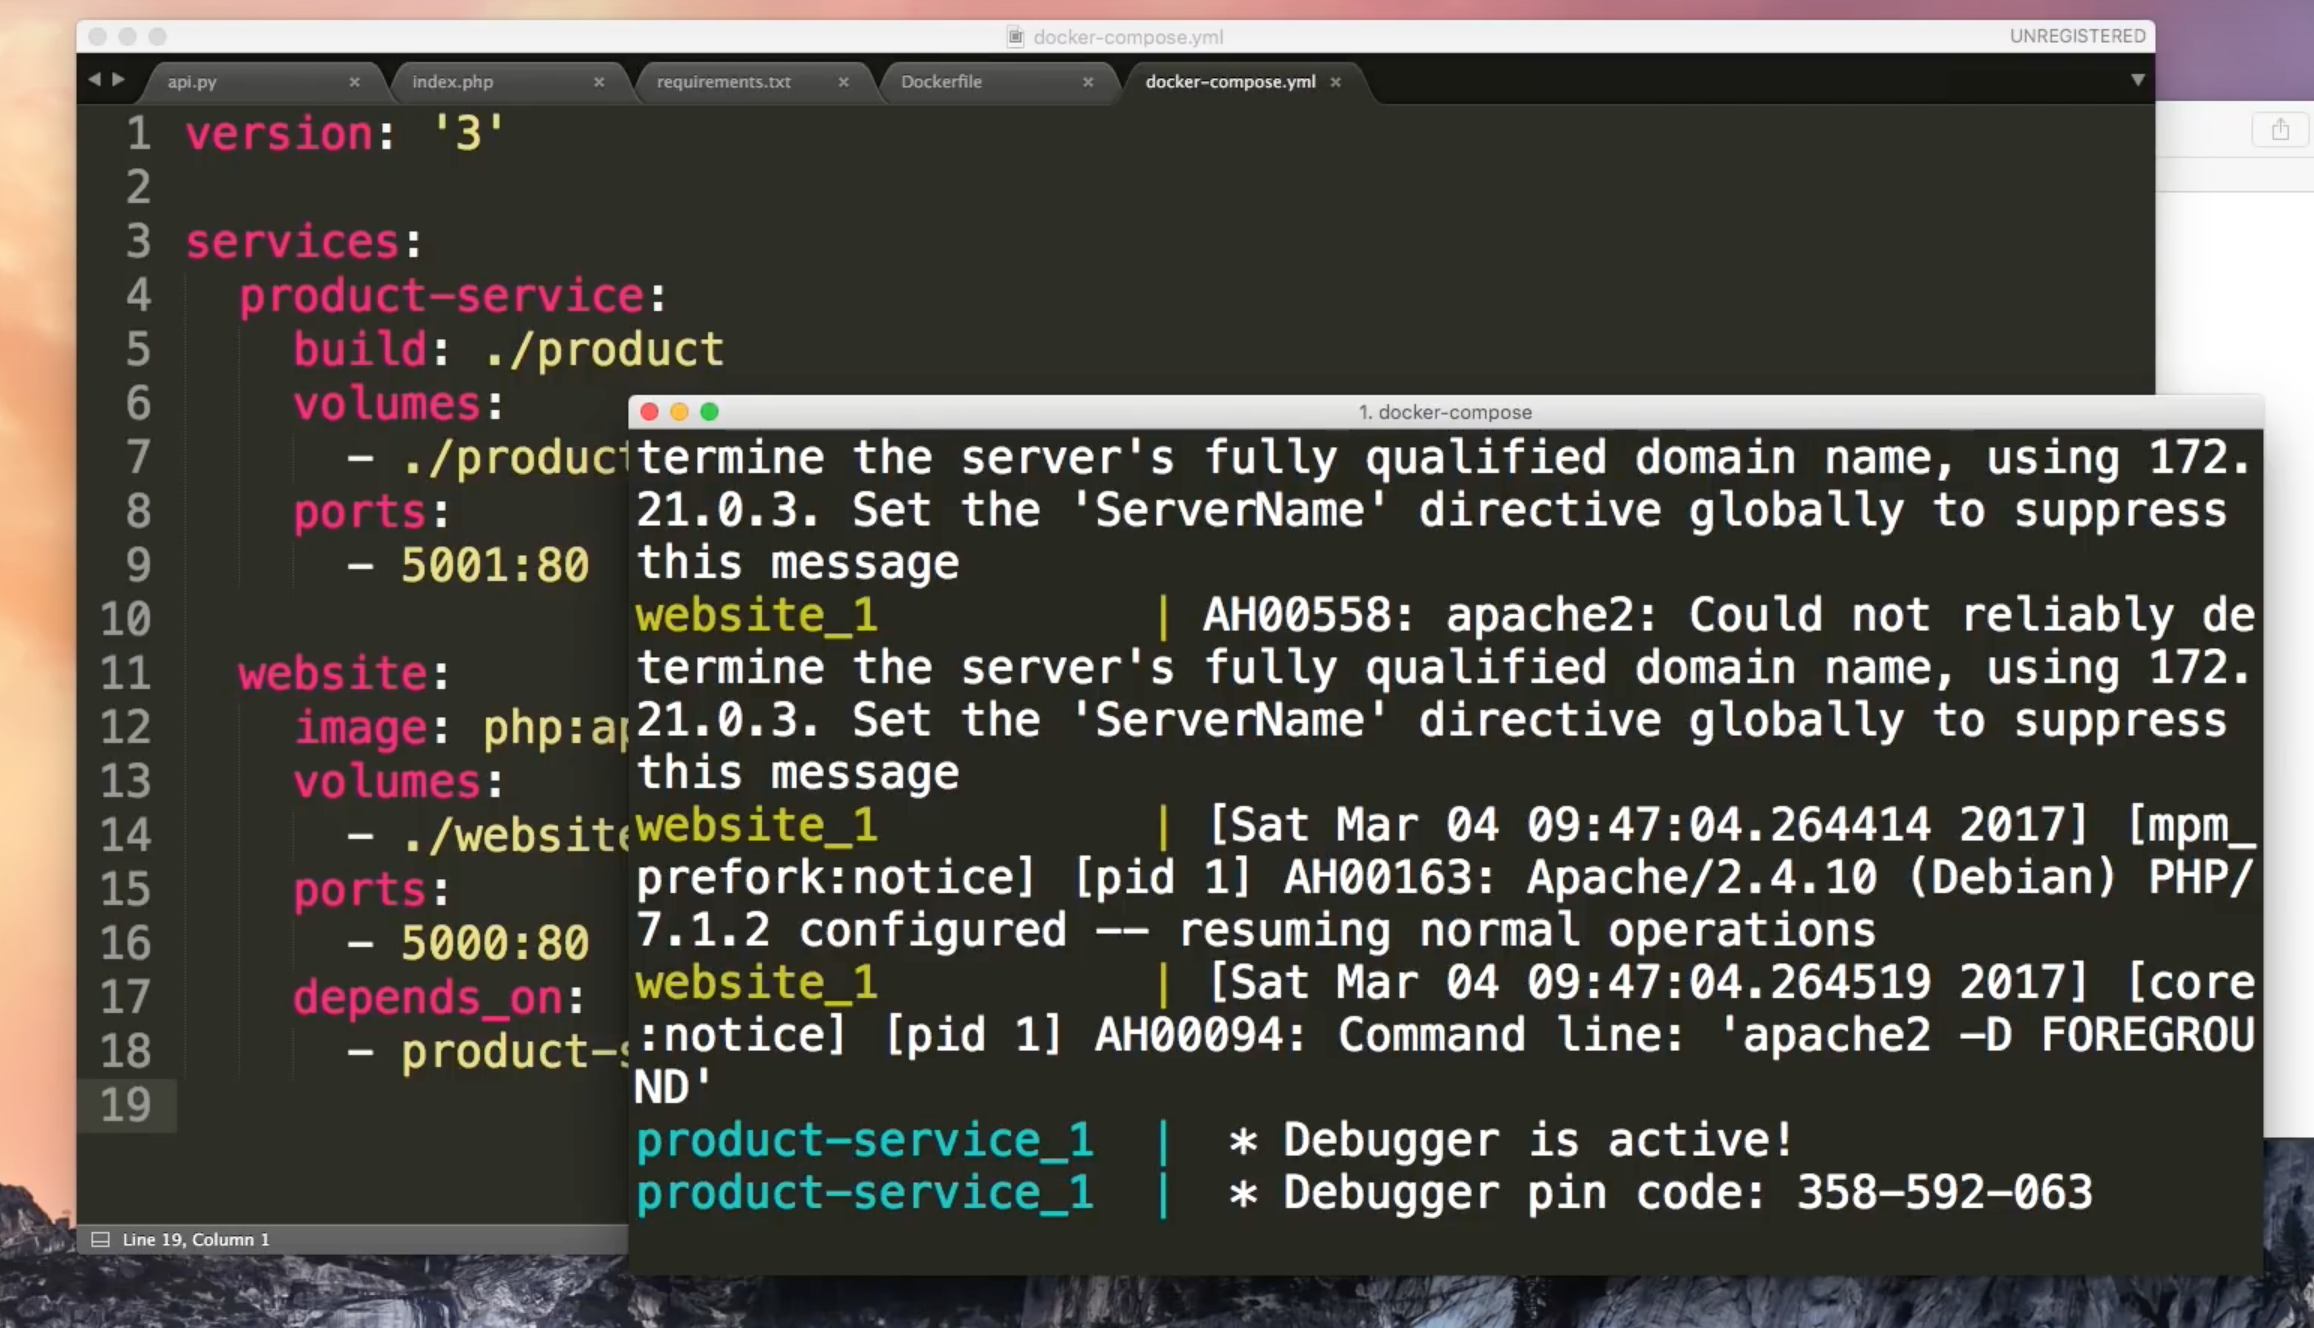 docker-compose.yml
UNREGISTERED
api.py
index.php
requirements.txt
Dockerfile
docker-compose.yml
1 version: '3'
2
3 services:
4 product-service:
5 build: ./product
6 volumes:
7 - ./product
8 ports:
9 - 5001:80
10
11 website:
12 image: php:ap
13 volumes:
14 - ./website
15 ports:
16 - 5000:80
17 depends_on:
18 - product-s
19
Line 19, Column 1
1. docker-compose
termine the server's fully qualified domain name, using 172.
21.0.3. Set the 'ServerName' directive globally to suppress
this message
website_1 | AH00558: apache2: Could not reliably de
termine the server's fully qualified domain name, using 172.
21.0.3. Set the 'ServerName' directive globally to suppress
this message
website_1 | [Sat Mar 04 09:47:04.264414 2017] [mpm_
prefork:notice] [pid 1] AH00163: Apache/2.4.10 (Debian) PHP/
7.1.2 configured -- resuming normal operations
website_1 | [Sat Mar 04 09:47:04.264519 2017] [core
:notice] [pid 1] AH00094: Command line: 'apache2 -D FOREGROU
ND'
product-service_1 | * Debugger is active!
product-service_1 | * Debugger pin code: 358-592-063